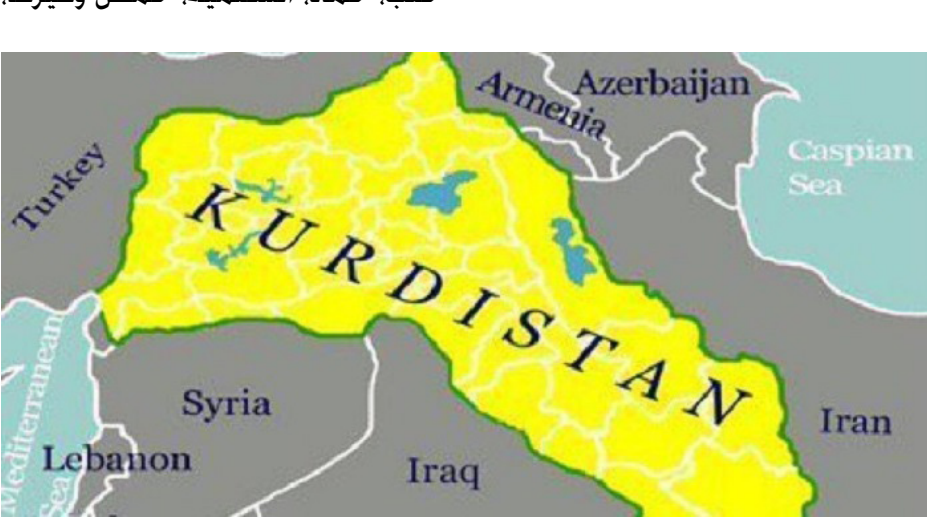 Armenia
Azerbaijan
Caspian
Sea
Turkey
KURDISTAN
Mediterranean
Sea
Syria
Lebanon
Iraq
Iran